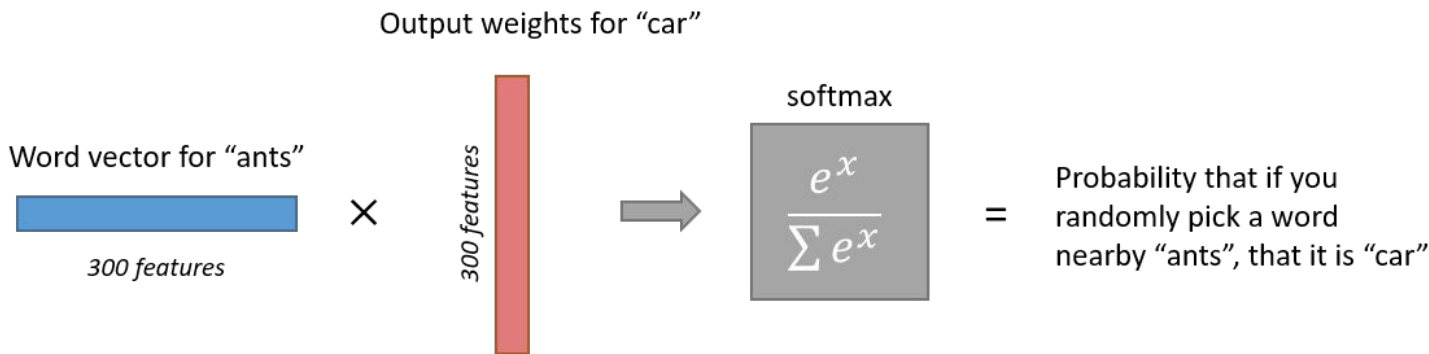 Output weights for “car”
softmax
Word vector for “ants”
300 features
×
300 features
e^x
∑ e^x
=
Probability that if you
randomly pick a word
nearby “ants”, that it is “car”